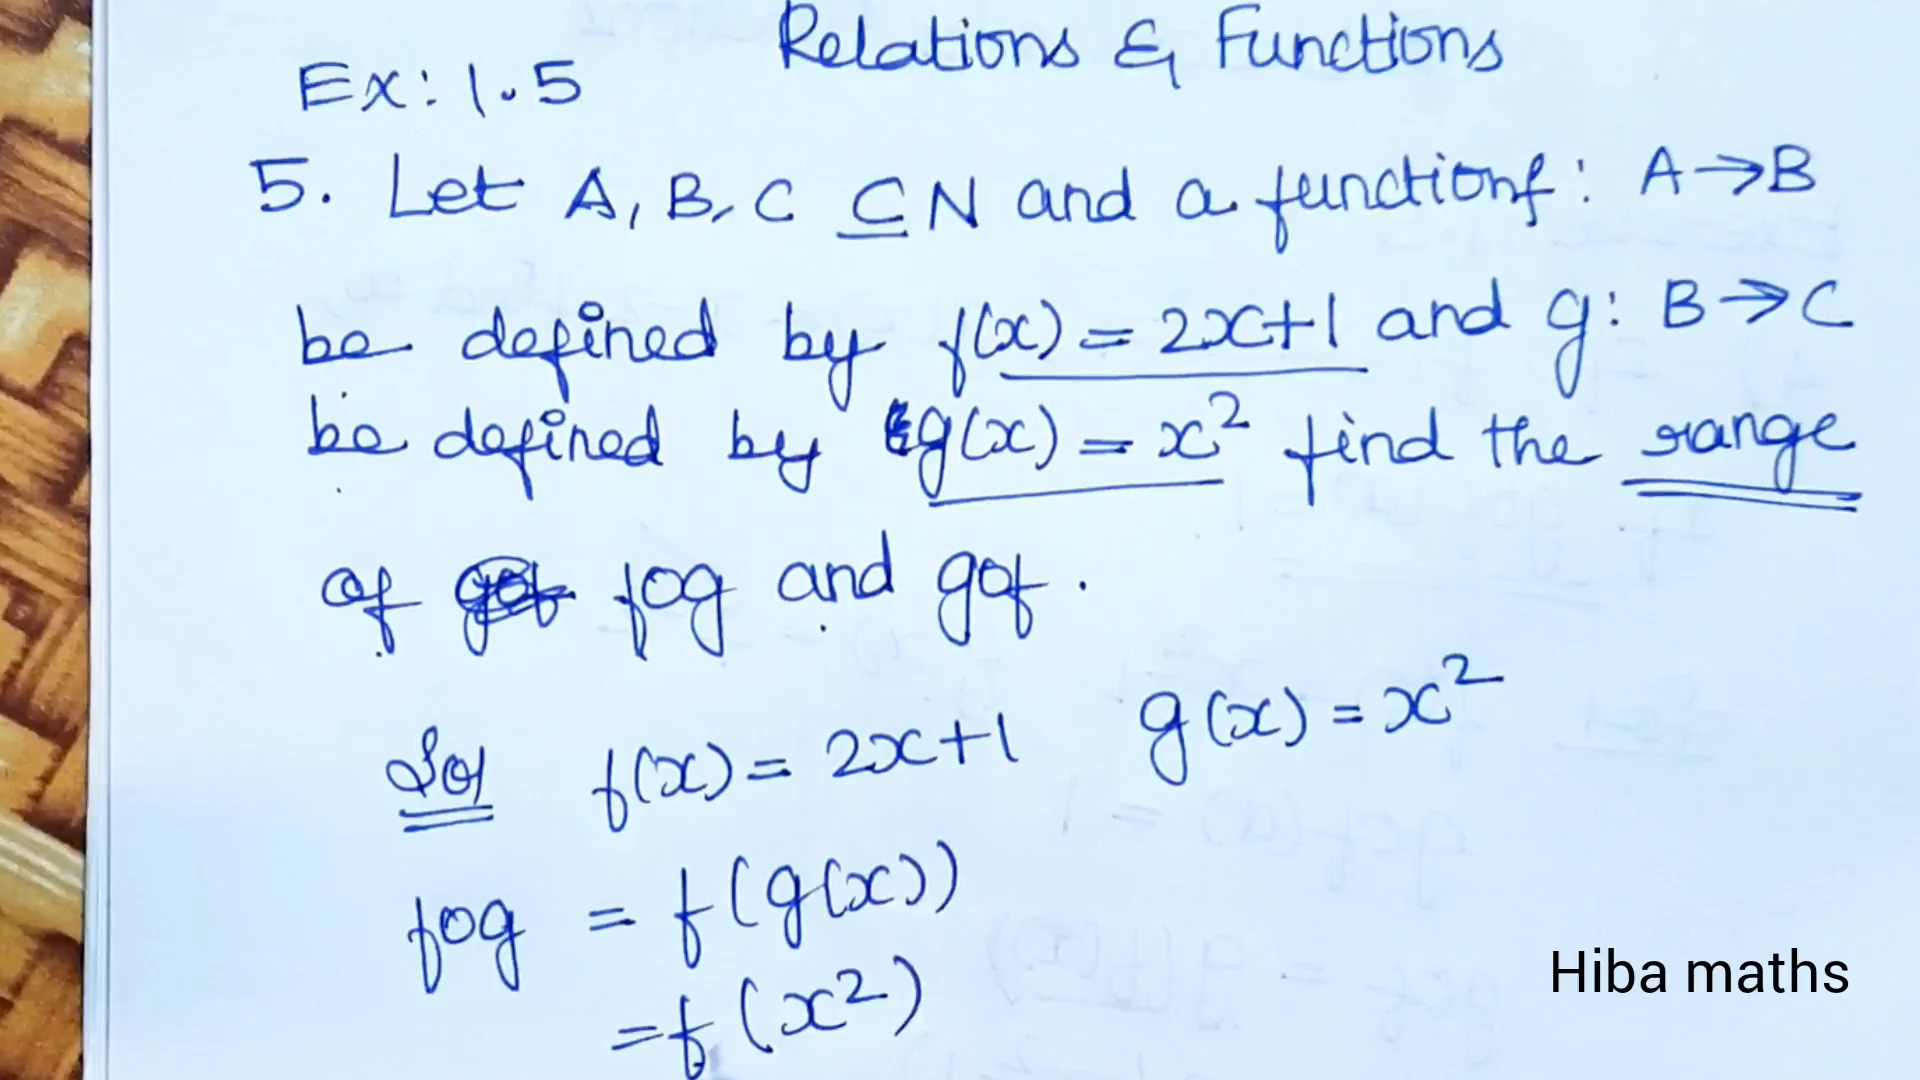 Relations & Functions
Ex: 1.5
5. Let A, B, C ⊆ N and a function f: A→B
be defined by f(x) = 2x+1 and g: B→C
be defined by g(x) = x² find the range
of fog and gof.
Sol f(x) = 2x+1 g(x) = x²
fog = f(g(x))
= f(x²)
Hiba maths